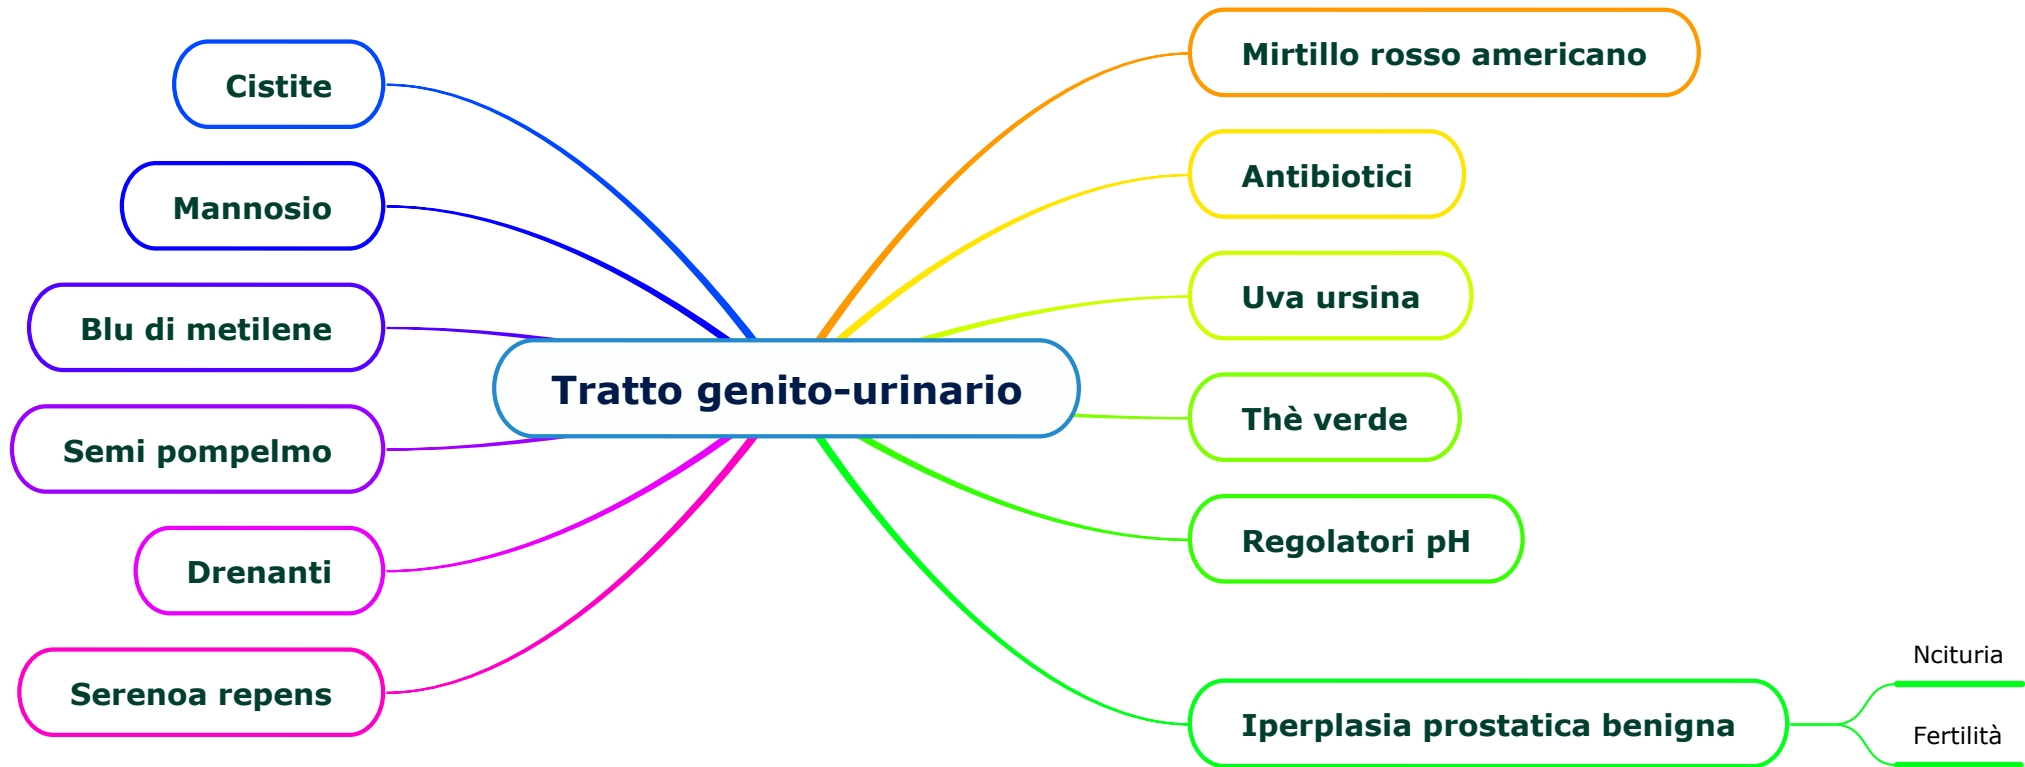 Tratto genito-urinario
Cistite
Mannosio
Blu di metilene
Semi pompelmo
Drenanti
Serenoa repens
Mirtillo rosso americano
Antibiotici
Uva ursina
Thè verde
Regolatori pH
Iperplasia prostatica benigna
Ncituria
Fertilità